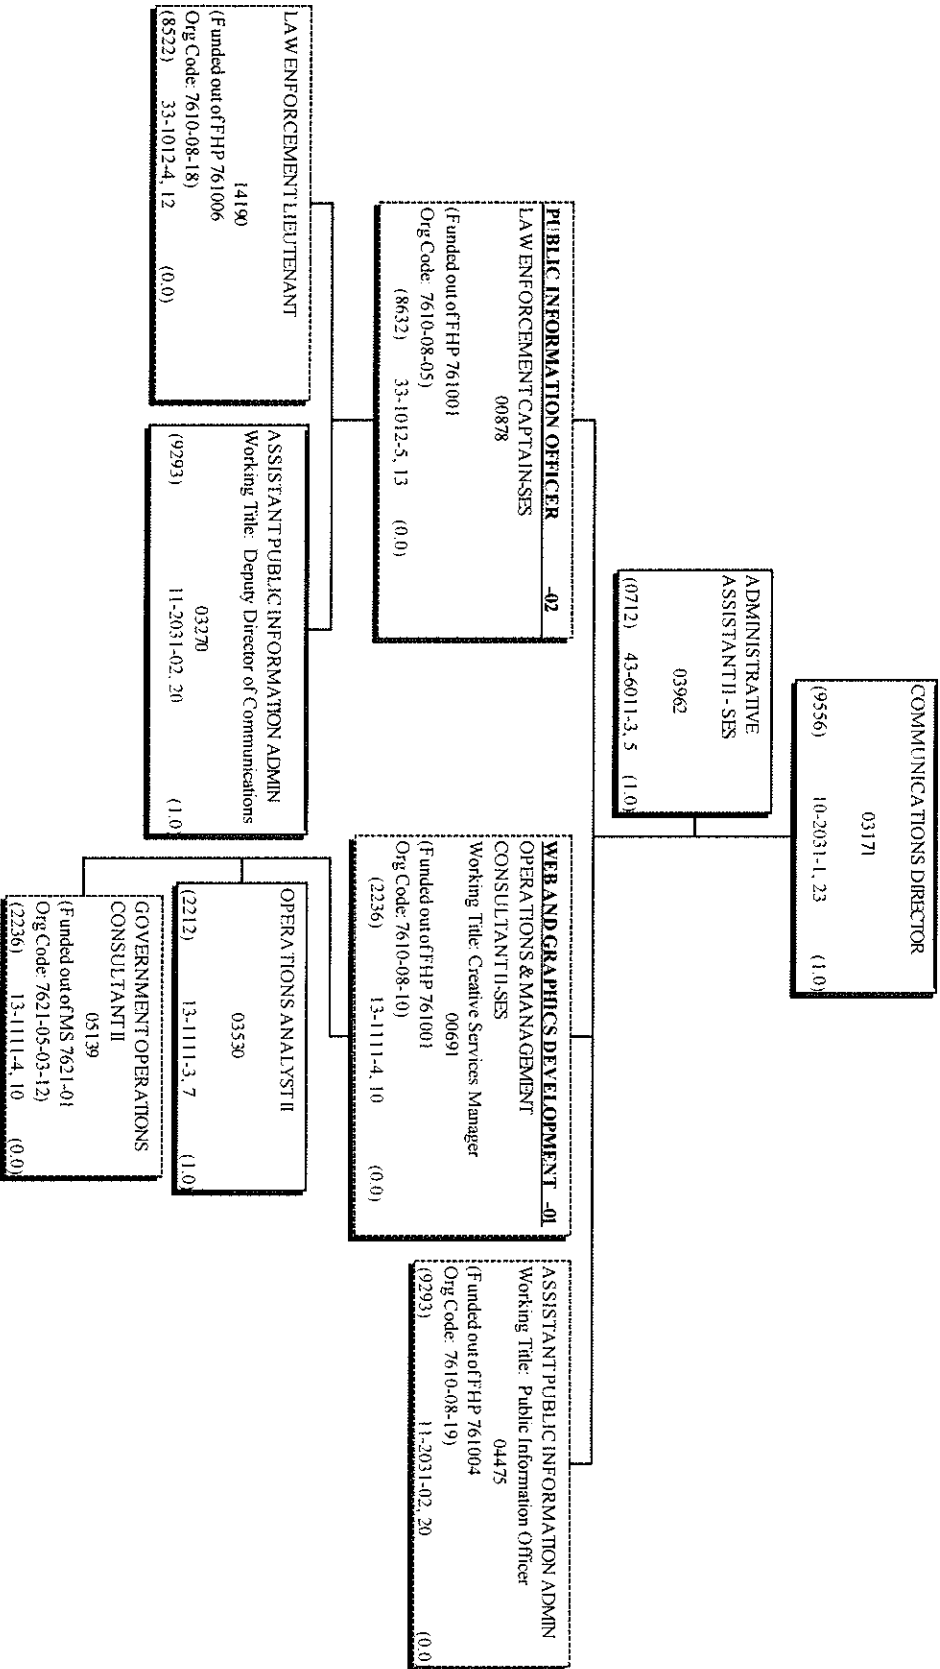 COMMUNICATIONS DIRECTOR
03171
(9556) 10-2031-1, 23 (1.0)
ADMINISTRATIVE
ASSISTANT II - SES
03962
(0712) 43-6011-3, 5 (1.0)
PUBLIC INFORMATION OFFICER -02
LAW ENFORCEMENT CAPTAIN-SES
00878
(Funded out of FHP 761001
Org Code: 7610-08-05)
(8632) 33-1012-5, 13 (0.0)
LAW ENFORCEMENT LIEUTENANT
14190
(Funded out of FHP 761006
Org Code: 7610-08-18)
(8522) 33-1012-4, 12 (0.0)
ASSISTANT PUBLIC INFORMATION ADMIN
Working Title: Deputy Director of Communications
03270
(9293) 11-2031-02, 20 (1.0)
WEB AND GRAPHICS DEVELOPMENT -01
OPERATIONS & MANAGEMENT
CONSULTANT II-SES
Working Title: Creative Services Manager
00691
(Funded out of FHP 761001
Org Code: 7610-08-10)
(2236) 13-1111-4, 10 (0.0)
OPERATIONS ANALYST II
03530
(2212) 13-1111-3, 7 (1.0)
GOVERNMENT OPERATIONS
CONSULTANT II
05139
(Funded out of MS 7621-01
Org Code: 7621-05-03-12)
(2236) 13-1111-4, 10 (0.0)
ASSISTANT PUBLIC INFORMATION ADMIN
Working Title: Public Information Officer
04475
(Funded out of FHP 761004
Org Code: 7610-08-19)
(9293) 11-2031-02, 20 (0.0